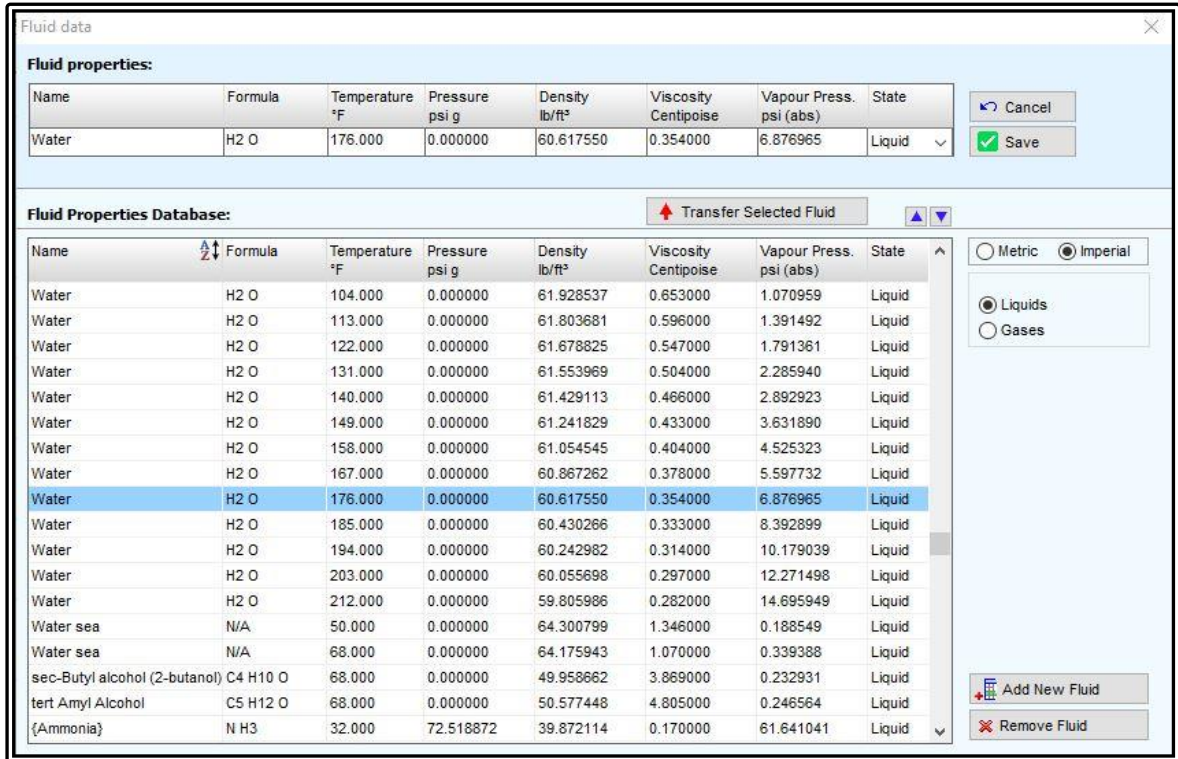 Fluid data
Fluid properties:
Name Formula Temperature °F Pressure psi g Density lb/ft³ Viscosity Centipoise Vapour Press. psi (abs) State
Water H2 O 176.000 0.000000 60.617550 0.354000 6.876965 Liquid
Cancel
Save
Fluid Properties Database:
Transfer Selected Fluid
Name Formula Temperature °F Pressure psi g Density lb/ft³ Viscosity Centipoise Vapour Press. psi (abs) State
Water H2 O 104.000 0.000000 61.928537 0.653000 1.070959 Liquid
Water H2 O 113.000 0.000000 61.803681 0.596000 1.391492 Liquid
Water H2 O 122.000 0.000000 61.678825 0.547000 1.791361 Liquid
Water H2 O 131.000 0.000000 61.553969 0.504000 2.285940 Liquid
Water H2 O 140.000 0.000000 61.429113 0.466000 2.892923 Liquid
Water H2 O 149.000 0.000000 61.241829 0.433000 3.631890 Liquid
Water H2 O 158.000 0.000000 61.054545 0.404000 4.525323 Liquid
Water H2 O 167.000 0.000000 60.867262 0.378000 5.597732 Liquid
Water H2 O 176.000 0.000000 60.617550 0.354000 6.876965 Liquid
Water H2 O 185.000 0.000000 60.430266 0.333000 8.392899 Liquid
Water H2 O 194.000 0.000000 60.242982 0.314000 10.179039 Liquid
Water H2 O 203.000 0.000000 60.055698 0.297000 12.271498 Liquid
Water H2 O 212.000 0.000000 59.805986 0.282000 14.695949 Liquid
Water sea N/A 50.000 0.000000 64.300799 1.346000 0.188549 Liquid
Water sea N/A 68.000 0.000000 64.175943 1.070000 0.339388 Liquid
sec-Butyl alcohol (2-butanol) C4 H10 O 68.000 0.000000 49.958662 3.869000 0.232931 Liquid
tert Amyl Alcohol C5 H12 O 68.000 0.000000 50.577448 4.805000 0.246564 Liquid
{Ammonia} N H3 32.000 72.518872 39.872114 0.170000 61.641041 Liquid
Metric Imperial
Liquids
Gases
Add New Fluid
Remove Fluid